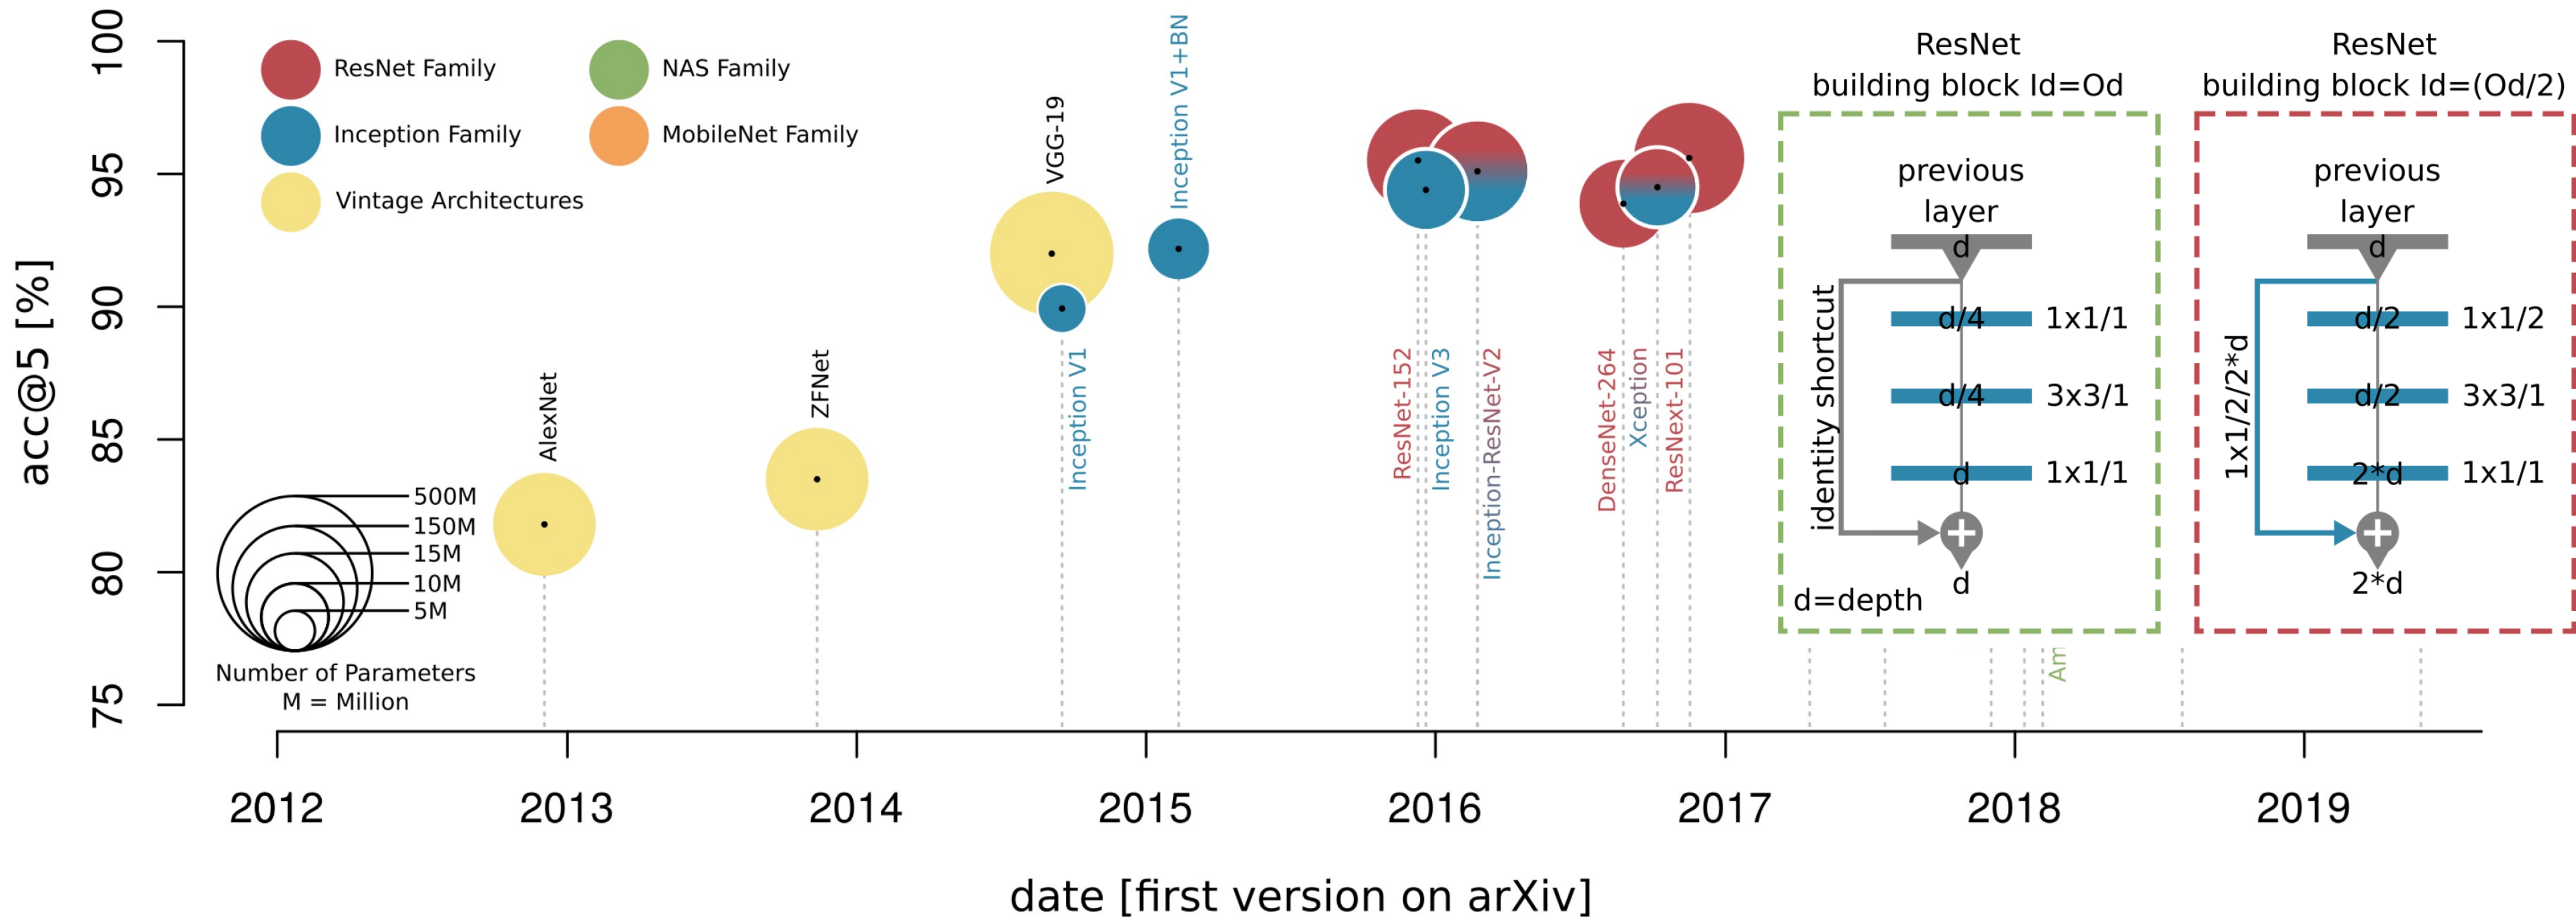 acc@5 [%]
100
95
90
85
80
75
ResNet Family
Inception Family
Vintage Architectures
NAS Family
MobileNet Family
500M
150M
15M
10M
5M
Number of Parameters
M = Million
AlexNet
ZFNet
VGG-19
Inception V1
Inception V1+BN
ResNet-152
Inception V3
Inception-ResNet-V2
DenseNet-264
Xception
ResNext-101
ResNet
building block Id=Od
previous
layer
d
identity shortcut
d/4 1x1/1
d/4 3x3/1
d 1x1/1
d
d=depth
Am
ResNet
building block Id=(Od/2)
previous
layer
d
1x1/2/2*d
d/2 1x1/2
d/2 3x3/1
2*d 1x1/1
2*d
2012 2013 2014 2015 2016 2017 2018 2019
date [first version on arXiv]